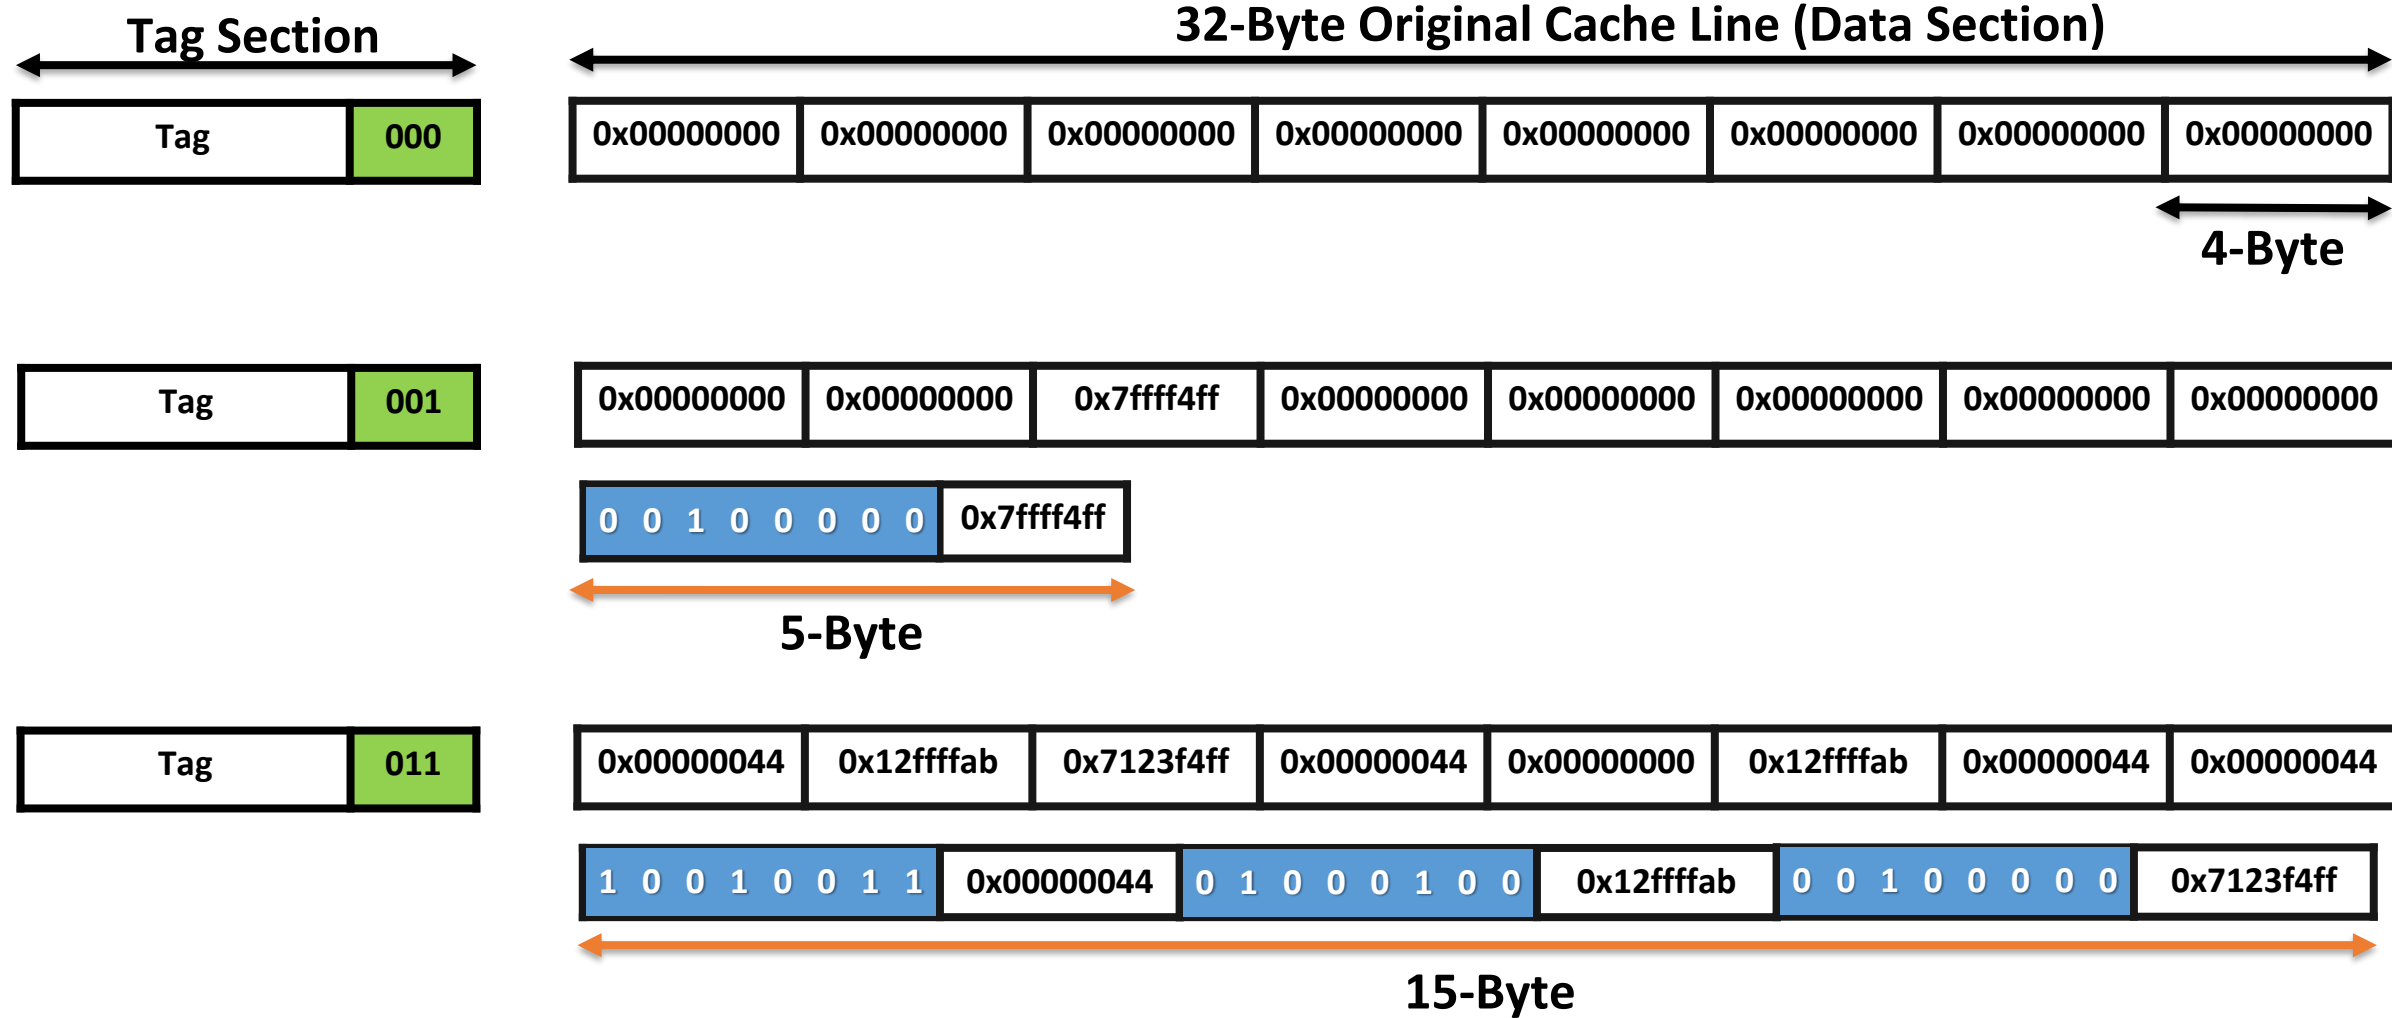 Tag Section
32-Byte Original Cache Line (Data Section)
Tag 000 0x00000000 0x00000000 0x00000000 0x00000000 0x00000000 0x00000000 0x00000000 0x00000000
4-Byte
Tag 001 0x00000000 0x00000000 0x7ffff4ff 0x00000000 0x00000000 0x00000000 0x00000000 0x00000000
0 0 1 0 0 0 0 0 0x7ffff4ff
5-Byte
Tag 011 0x00000044 0x12ffffab 0x7123f4ff 0x00000044 0x00000000 0x12ffffab 0x00000044 0x00000044
1 0 0 1 0 0 1 1 0x00000044 0 1 0 0 0 1 0 0 0x12ffffab 0 0 1 0 0 0 0 0 0x7123f4ff
15-Byte